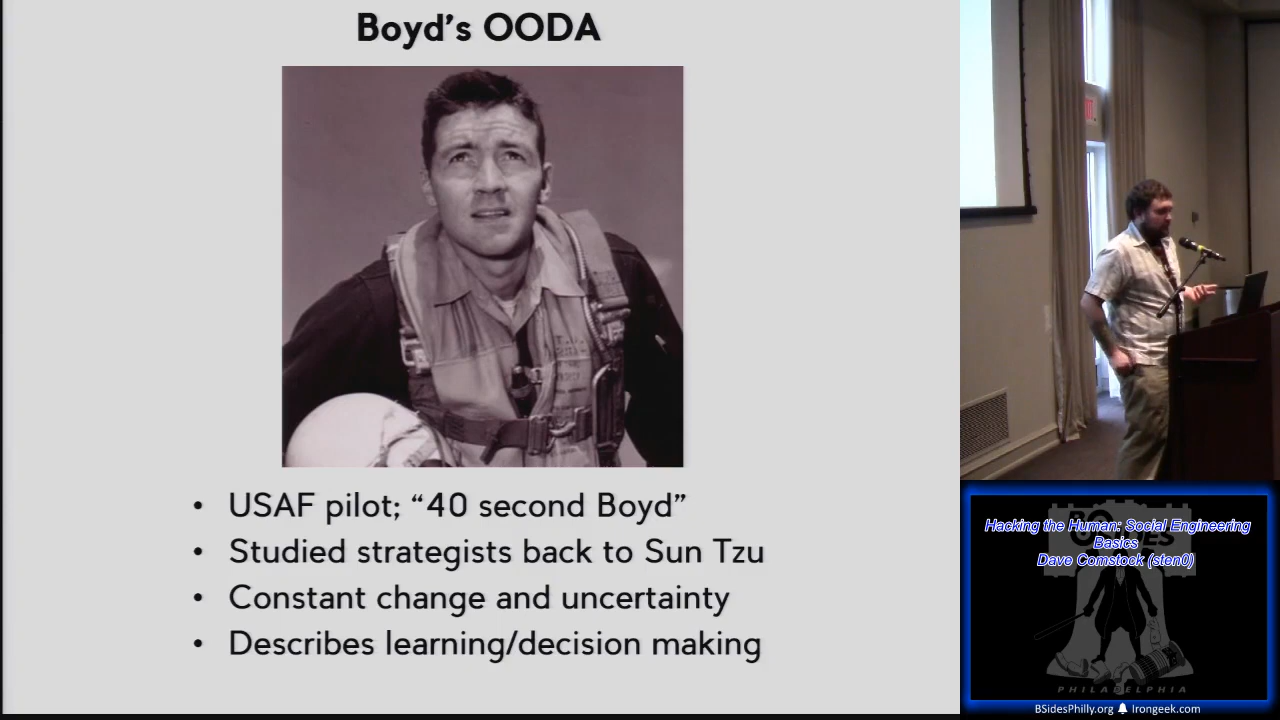 Boyd's OODA
• USAF pilot; “40 second Boyd”
• Studied strategists back to Sun Tzu
• Constant change and uncertainty
• Describes learning/decision making
Hacking the Human: Social Engineering
Basics
Dave Comstock (sten0)
PHILADELPHIA
BSidesPhilly.org Irongeek.com